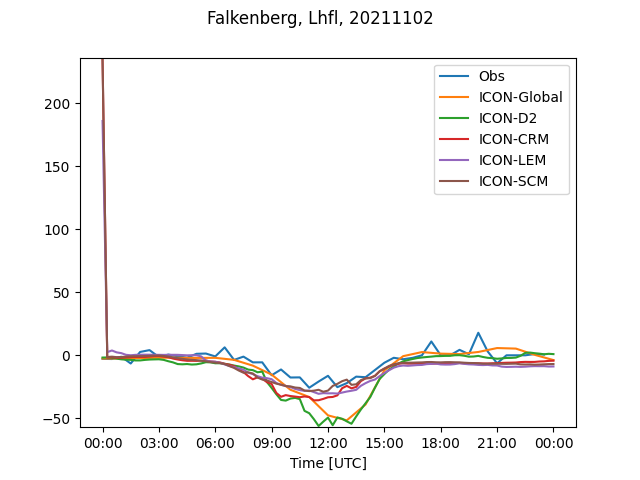 Falkenberg, Lhfl, 20211102
Obs
ICON-Global
ICON-D2
ICON-CRM
ICON-LEM
ICON-SCM
200
150
100
50
0
−50
00:00 03:00 06:00 09:00 12:00 15:00 18:00 21:00 00:00
Time [UTC]